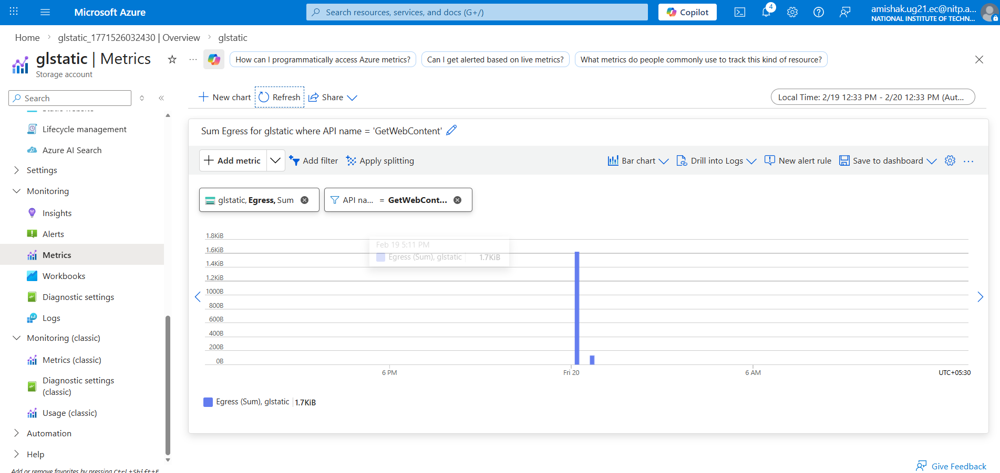 Microsoft Azure
Search resources, services, and docs (G+/)
Copilot
4
amishak.ug21.ec@nitp.a...
NATIONAL INSTITUTE OF TECHN...
Home > glstatic_1771526032430 | Overview > glstatic
glstatic | Metrics
Storage account
How can I programmatically access Azure metrics?
Can I get alerted based on live metrics?
What metrics do people commonly use to track this kind of resource?
Search
Lifecycle management
Azure AI Search
Settings
Monitoring
Insights
Alerts
Metrics
Workbooks
Diagnostic settings
Logs
Monitoring (classic)
Metrics (classic)
Diagnostic settings
(classic)
Usage (classic)
Automation
Help
Add or remove favorites by pressing Ctrl+Shift+F
New chart
Refresh
Share
Local Time: 2/19 12:33 PM - 2/20 12:33 PM (Aut...
Sum Egress for glstatic where API name = 'GetWebContent'
Add metric
Add filter
Apply splitting
Bar chart
Drill into Logs
New alert rule
Save to dashboard
glstatic, Egress, Sum
API na... = GetWebCont...
1.8KiB
1.6KiB
1.4KiB
1.2KiB
1000B
800B
600B
400B
200B
0B
Feb 19 5:11 PM
Egress (Sum), glstatic 1.7KiB
6 PM
Fri 20
6 AM
UTC+05:30
Egress (Sum), glstatic 1.7KiB
Give Feedback